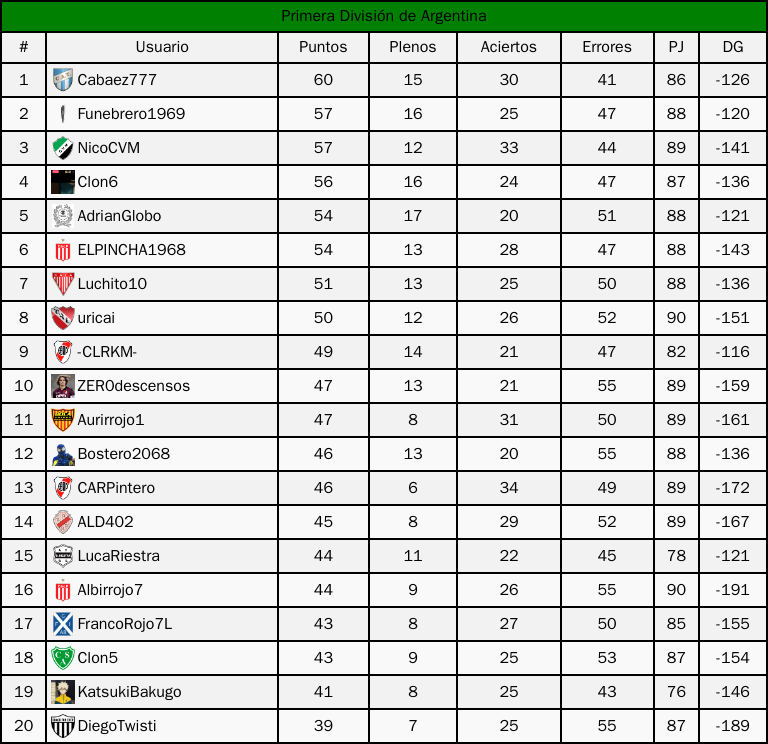 Primera División de Argentina
# Usuario Puntos Plenos Aciertos Errores PJ DG
1 Cabaez777 60 15 30 41 86 -126
2 Funebrero1969 57 16 25 47 88 -120
3 NicoCVM 57 12 33 44 89 -141
4 Clon6 56 16 24 47 87 -136
5 AdrianGlobo 54 17 20 51 88 -121
6 ELPINCHA1968 54 13 28 47 88 -143
7 Luchito10 51 13 25 50 88 -136
8 uricai 50 12 26 52 90 -151
9 -CLRKM- 49 14 21 47 82 -116
10 ZER0descensos 47 13 21 55 89 -159
11 Aurirrojo1 47 8 31 50 89 -161
12 Bostero2068 46 13 20 55 88 -136
13 CARPintero 46 6 34 49 89 -172
14 ALD402 45 8 29 52 89 -167
15 LucaRiestra 44 11 22 45 78 -121
16 Albirrojo7 44 9 26 55 90 -191
17 FrancoRojo7L 43 8 27 50 85 -155
18 Clon5 43 9 25 53 87 -154
19 KatsukiBakugo 41 8 25 43 76 -146
20 DiegoTwisti 39 7 25 55 87 -189